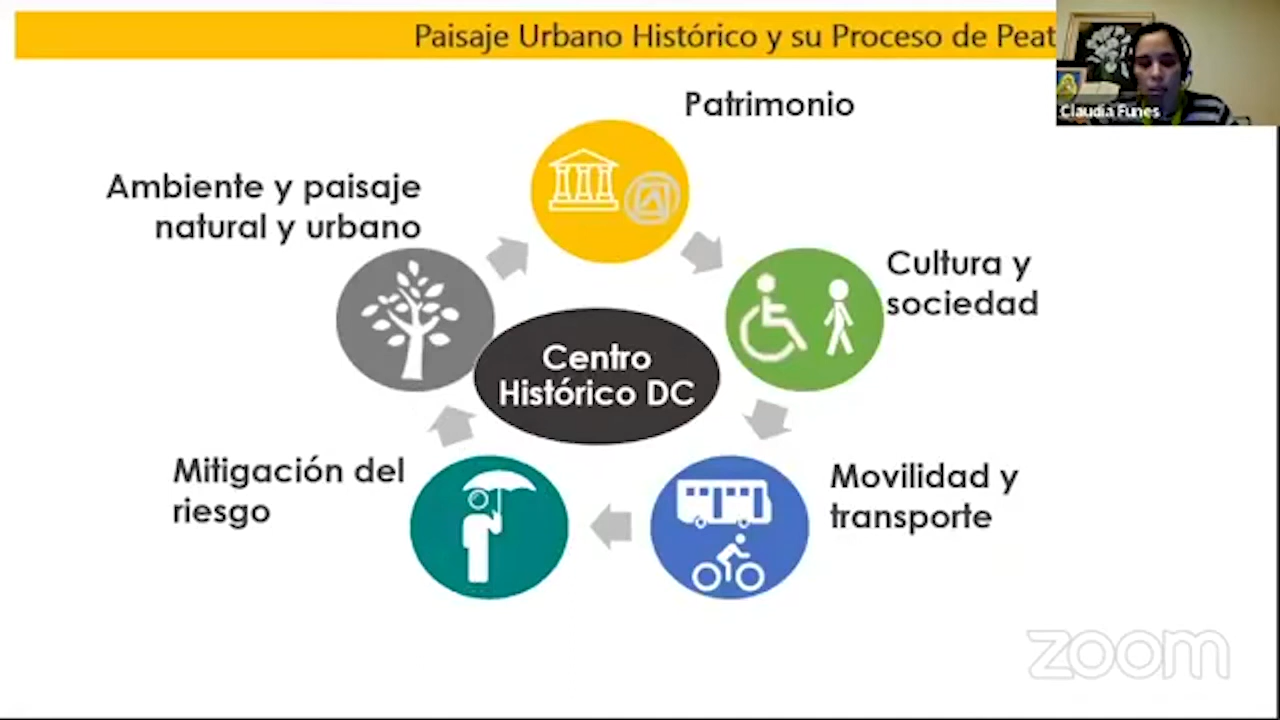 Paisaje Urbano Histórico y su Proceso de Peat
Claudia Funes
Patrimonio
Ambiente y paisaje
natural y urbano
Cultura y
sociedad
Centro
Histórico DC
Mitigación del
riesgo
Movilidad y
transporte
zoom